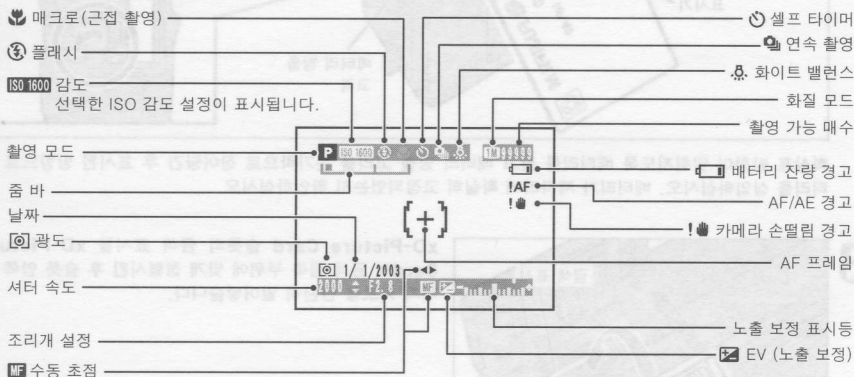 매크로(근접 촬영)
플래시
ISO 1600 감도
선택한 ISO 감도 설정이 표시됩니다.
촬영 모드
줌 바
날짜
광도
셔터 속도
조리개 설정
MF 수동 초점
P ISO 1600 1M 99999
!AF
1/ 1/2003
2000 F2.8 MF
셀프 타이머
연속 촬영
화이트 밸런스
화질 모드
촬영 가능 매수
배터리 잔량 경고
AF/AE 경고
카메라 손떨림 경고
AF 프레임
노출 보정 표시등
EV (노출 보정)